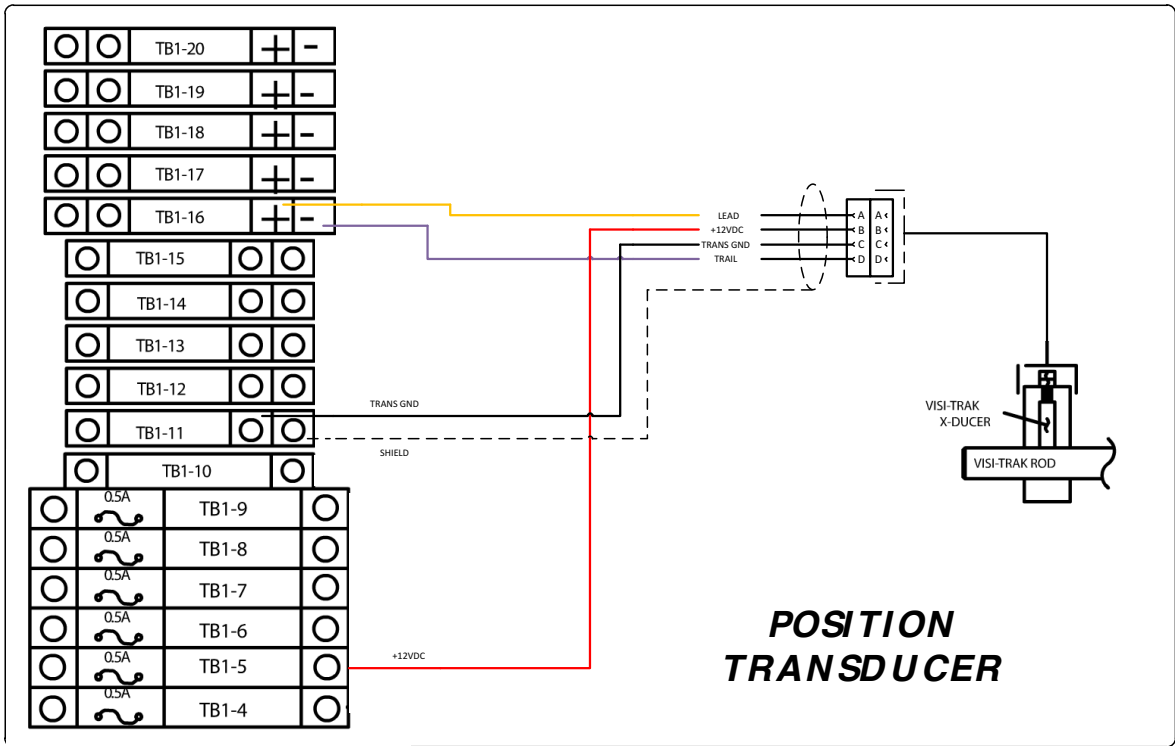 TB1-20 + -
TB1-19 + -
TB1-18 + -
TB1-17 + -
TB1-16 + -
TB1-15
TB1-14
TB1-13
TB1-12
TB1-11
TB1-10
0.5A TB1-9
0.5A TB1-8
0.5A TB1-7
0.5A TB1-6
0.5A TB1-5
0.5A TB1-4
LEAD
+12VDC
TRANS GND
TRAIL
A A
B B
C C
D D
TRANS GND
SHIELD
+12VDC
VISI-TRAK
X-DUCER
VISI-TRAK ROD
POSITION
TRANSDUCER